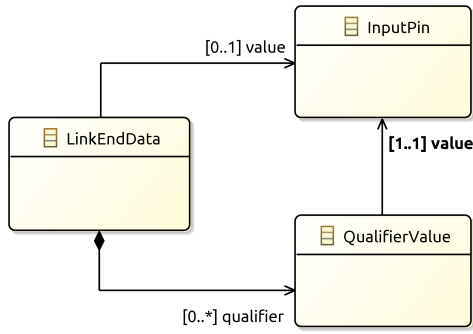 InputPin
[0..1] value
LinkEndData
[1..1] value
QualifierValue
[0..*] qualifier